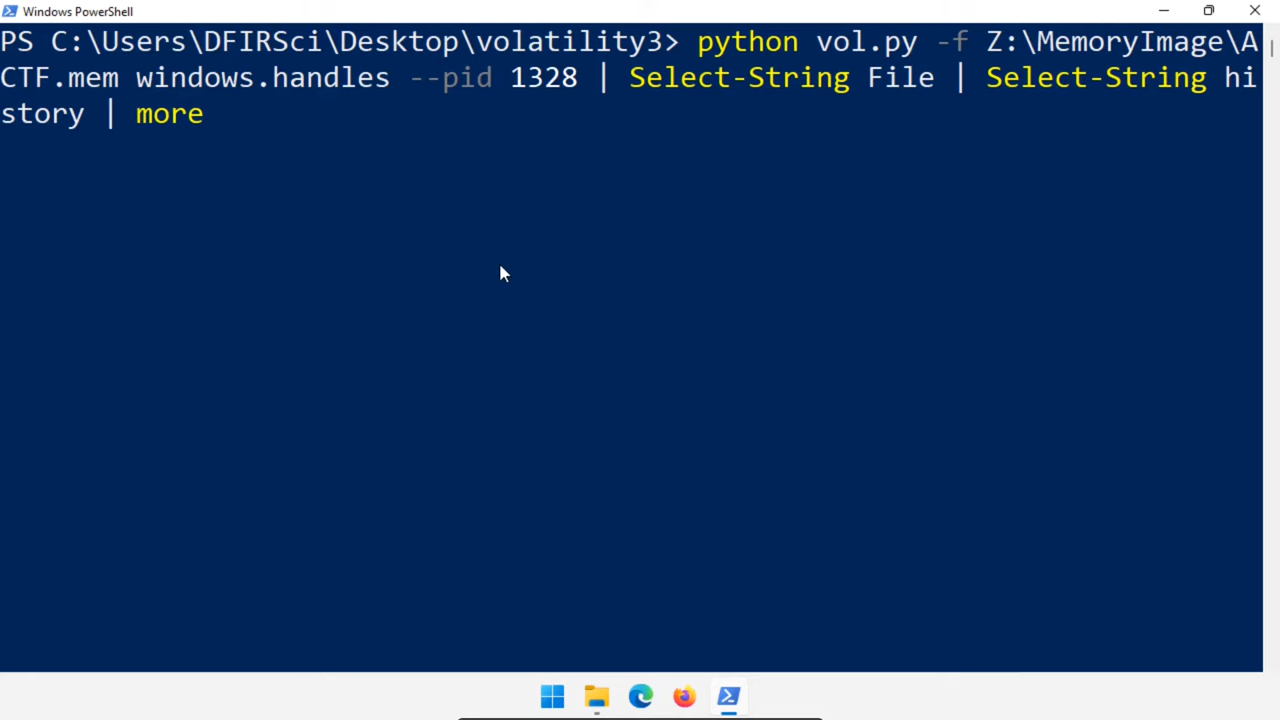 Windows PowerShell
PS C:\Users\DFIRSci\Desktop\volatility3> python vol.py -f Z:\MemoryImage\A
CTF.mem windows.handles --pid 1328 | Select-String File | Select-String hi
story | more